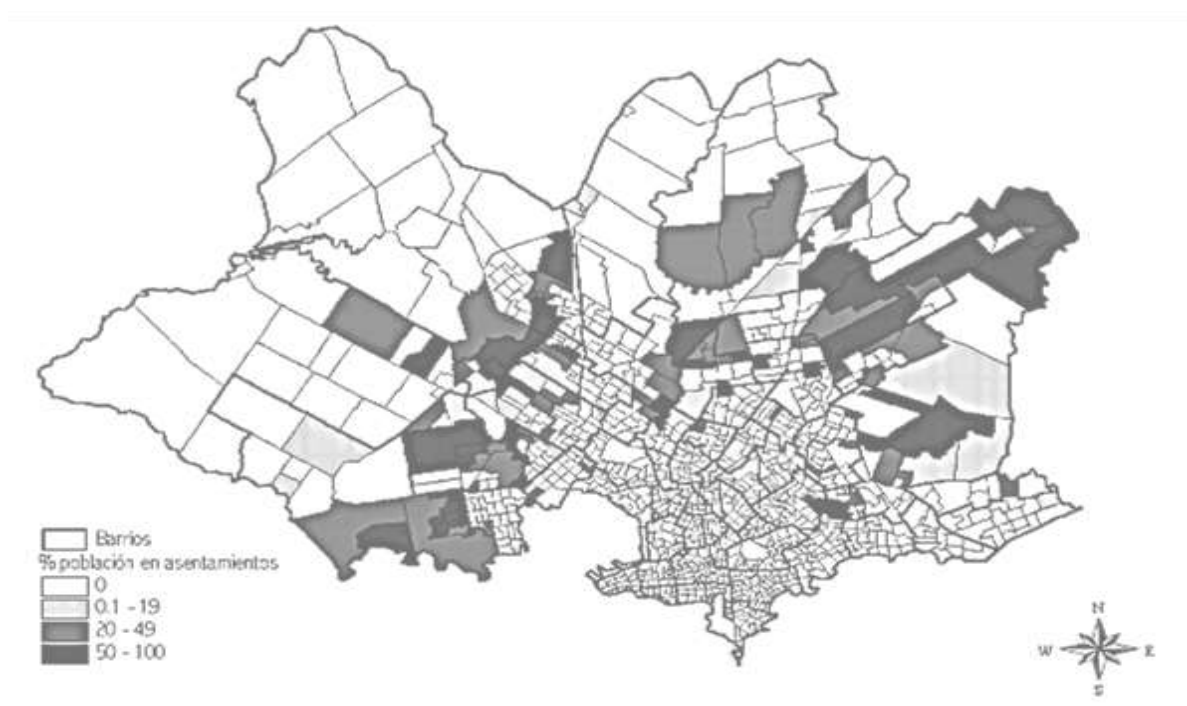 Barrios
% población en asentamientos
0
0.1 - 19
20 - 49
50 - 100
N
W E
S